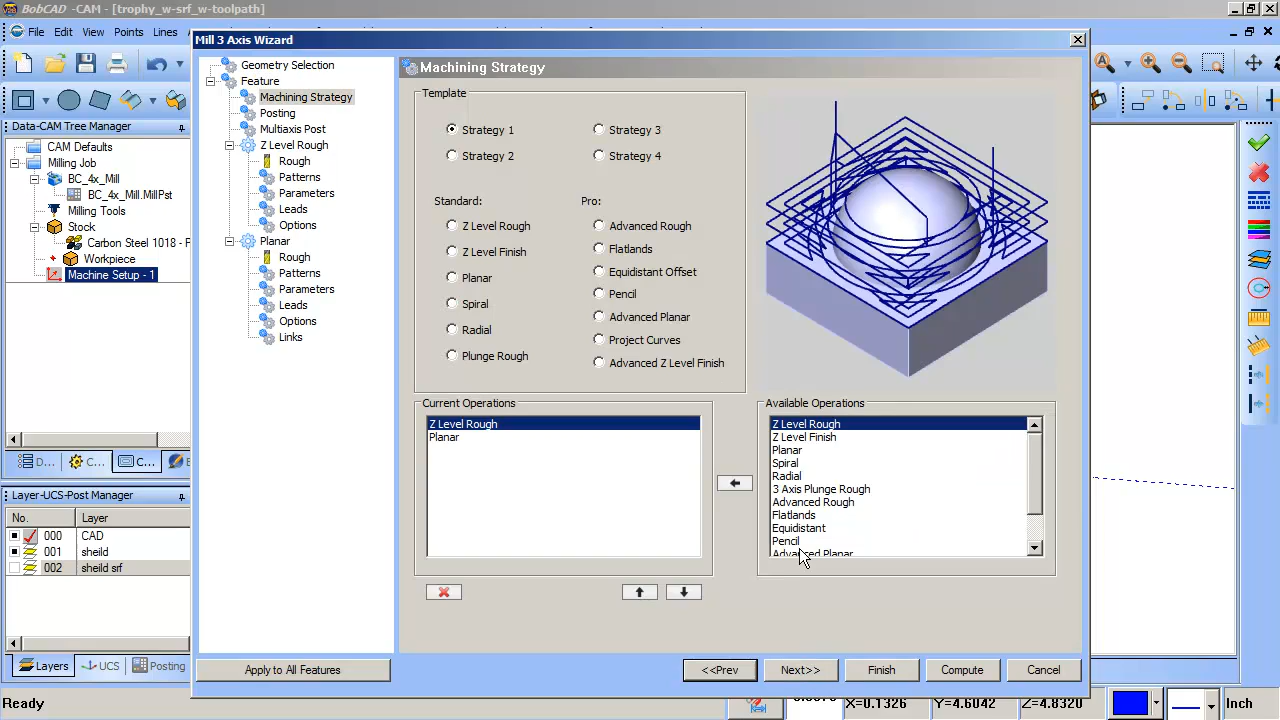 BobCAD -CAM - [trophy_w-srf_w-toolpath]
File Edit View Points Lines
Data-CAM Tree Manager
CAM Defaults
Milling Job
BC_4x_Mill
BC_4x_Mill.MillPst
Milling Tools
Stock
Carbon Steel 1018 - F
Workpiece
Machine Setup - 1
D... C... C...
Layer-UCS-Post Manager
No. Layer
000 CAD
001 sheild
002 sheild srf
Layers UCS Posting
Ready
Mill 3 Axis Wizard
Geometry Selection
Feature
Machining Strategy
Posting
Multiaxis Post
Z Level Rough
Rough
Patterns
Parameters
Leads
Options
Planar
Rough
Patterns
Parameters
Leads
Options
Links
Apply to All Features
Machining Strategy
Template
Strategy 1 Strategy 3
Strategy 2 Strategy 4
Standard: Pro:
Z Level Rough Advanced Rough
Z Level Finish Flatlands
Planar Equidistant Offset
Spiral Pencil
Radial Advanced Planar
Plunge Rough Project Curves
Advanced Z Level Finish
Current Operations
Z Level Rough
Planar
Available Operations
Z Level Rough
Z Level Finish
Planar
Spiral
Radial
3 Axis Plunge Rough
Advanced Rough
Flatlands
Equidistant
Pencil
Advanced Planar
<<Prev Next>> Finish Compute Cancel
X=0.1326 Y=4.6042 Z=4.8320 Inch